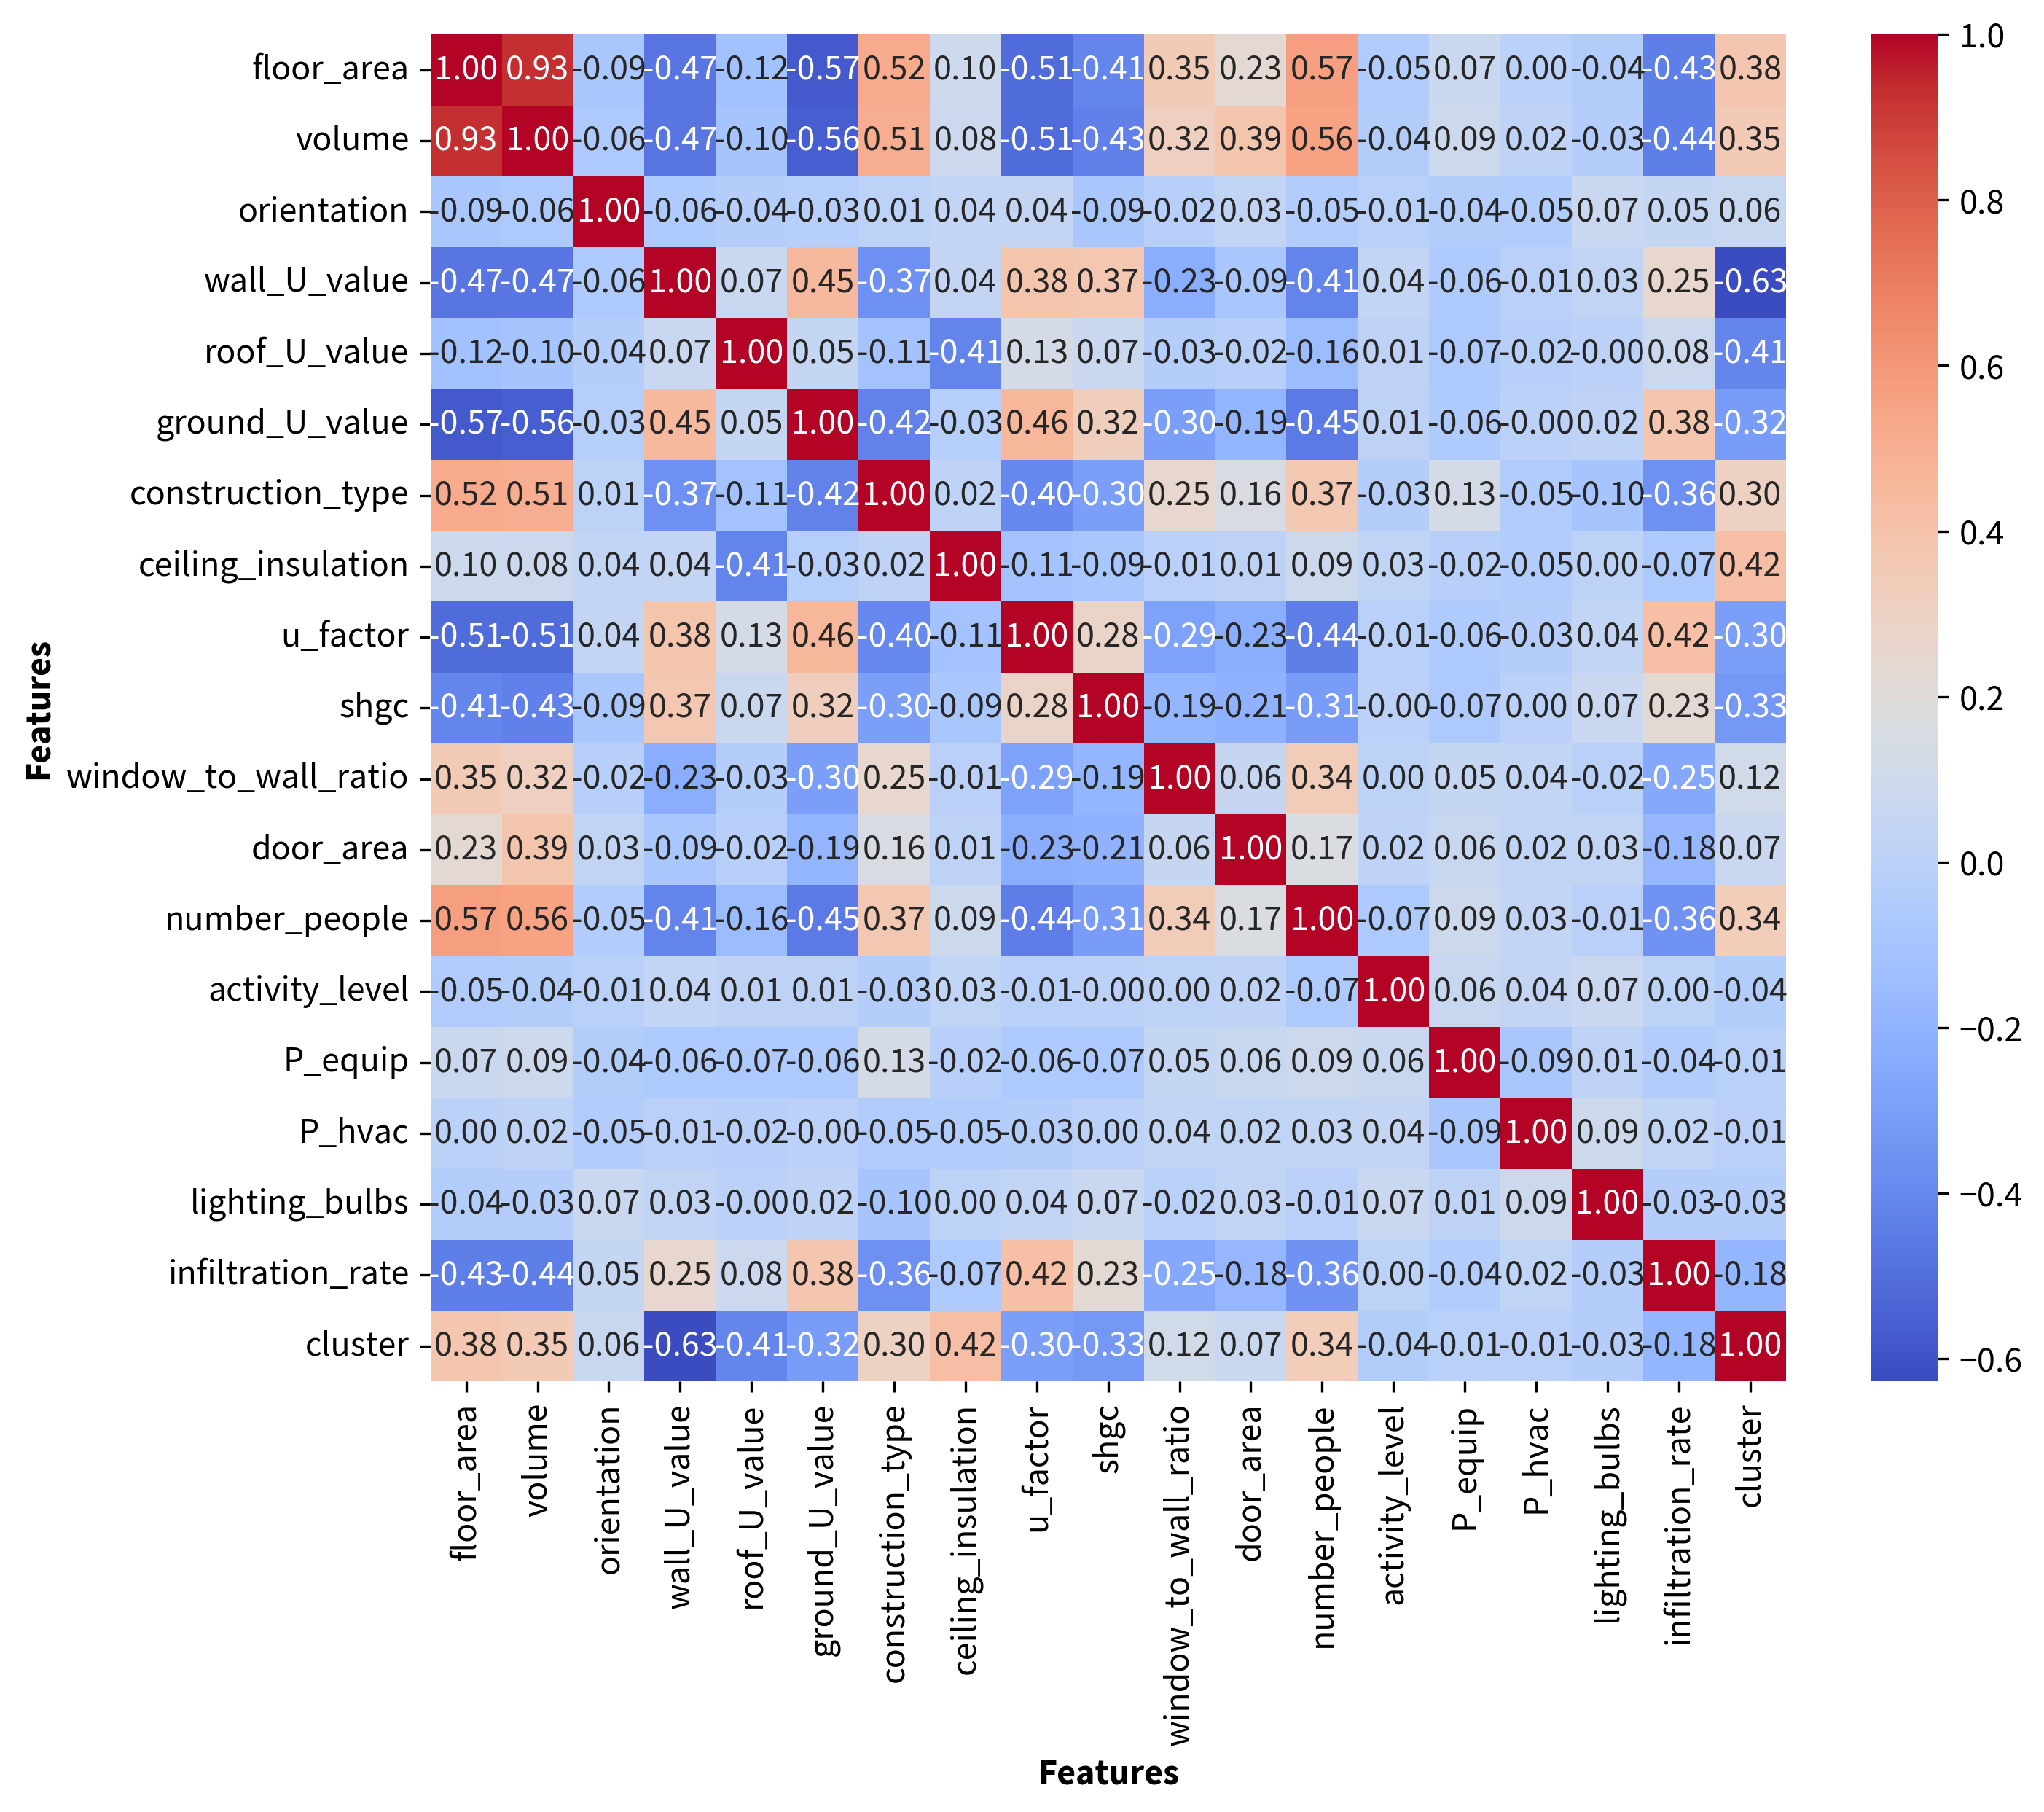 floor_area 1.00 0.93 -0.09 -0.47 -0.12 -0.57 0.52 0.10 -0.51 -0.41 0.35 0.23 0.57 -0.05 0.07 0.00 -0.04 -0.43 0.38
volume 0.93 1.00 -0.06 -0.47 -0.10 -0.56 0.51 0.08 -0.51 -0.43 0.32 0.39 0.56 -0.04 0.09 0.02 -0.03 -0.44 0.35
orientation -0.09 -0.06 1.00 -0.06 -0.04 -0.03 0.01 0.04 0.04 -0.09 -0.02 0.03 -0.05 -0.01 -0.04 -0.05 0.07 0.05 0.06
wall_U_value -0.47 -0.47 -0.06 1.00 0.07 0.45 -0.37 0.04 0.38 0.37 -0.23 -0.09 -0.41 0.04 -0.06 -0.01 0.03 0.25 -0.63
roof_U_value -0.12 -0.10 -0.04 0.07 1.00 0.05 -0.11 -0.41 0.13 0.07 -0.03 -0.02 -0.16 0.01 -0.07 -0.02 -0.00 0.08 -0.41
ground_U_value -0.57 -0.56 -0.03 0.45 0.05 1.00 -0.42 -0.03 0.46 0.32 -0.30 -0.19 -0.45 0.01 -0.06 -0.00 0.02 0.38 -0.32
construction_type 0.52 0.51 0.01 -0.37 -0.11 -0.42 1.00 0.02 -0.40 -0.30 0.25 0.16 0.37 -0.03 0.13 -0.05 -0.10 -0.36 0.30
ceiling_insulation 0.10 0.08 0.04 0.04 -0.41 -0.03 0.02 1.00 -0.11 -0.09 -0.01 0.01 0.09 0.03 -0.02 -0.05 0.00 -0.07 0.42
u_factor -0.51 -0.51 0.04 0.38 0.13 0.46 -0.40 -0.11 1.00 0.28 -0.29 -0.23 -0.44 -0.01 -0.06 -0.03 0.04 0.42 -0.30
shgc -0.41 -0.43 -0.09 0.37 0.07 0.32 -0.30 -0.09 0.28 1.00 -0.19 -0.21 -0.31 -0.00 -0.07 0.00 0.07 0.23 -0.33
window_to_wall_ratio 0.35 0.32 -0.02 -0.23 -0.03 -0.30 0.25 -0.01 -0.29 -0.19 1.00 0.06 0.34 0.00 0.05 0.04 -0.02 -0.25 0.12
door_area 0.23 0.39 0.03 -0.09 -0.02 -0.19 0.16 0.01 -0.23 -0.21 0.06 1.00 0.17 0.02 0.06 0.02 0.03 -0.18 0.07
number_people 0.57 0.56 -0.05 -0.41 -0.16 -0.45 0.37 0.09 -0.44 -0.31 0.34 0.17 1.00 -0.07 0.09 0.03 -0.01 -0.36 0.34
activity_level -0.05 -0.04 -0.01 0.04 0.01 0.01 -0.03 0.03 -0.01 -0.00 0.00 0.02 -0.07 1.00 0.06 0.04 0.07 0.00 -0.04
P_equip 0.07 0.09 -0.04 -0.06 -0.07 -0.06 0.13 -0.02 -0.06 -0.07 0.05 0.06 0.09 0.06 1.00 -0.09 0.01 -0.04 -0.01
P_hvac 0.00 0.02 -0.05 -0.01 -0.02 -0.00 -0.05 -0.05 -0.03 0.00 0.04 0.02 0.03 0.04 -0.09 1.00 0.09 0.02 -0.01
lighting_bulbs -0.04 -0.03 0.07 0.03 -0.00 0.02 -0.10 0.00 0.04 0.07 -0.02 0.03 -0.01 0.07 0.01 0.09 1.00 -0.03 -0.03
infiltration_rate -0.43 -0.44 0.05 0.25 0.08 0.38 -0.36 -0.07 0.42 0.23 -0.25 -0.18 -0.36 0.00 -0.04 0.02 -0.03 1.00 -0.18
cluster 0.38 0.35 0.06 -0.63 -0.41 -0.32 0.30 0.42 -0.30 -0.33 0.12 0.07 0.34 -0.04 -0.01 -0.01 -0.03 -0.18 1.00
floor_area
volume
orientation
wall_U_value
roof_U_value
ground_U_value
construction_type
ceiling_insulation
u_factor
shgc
window_to_wall_ratio
door_area
number_people
activity_level
P_equip
P_hvac
lighting_bulbs
infiltration_rate
cluster
Features
Features
1.0
0.8
0.6
0.4
0.2
0.0
−0.2
−0.4
−0.6